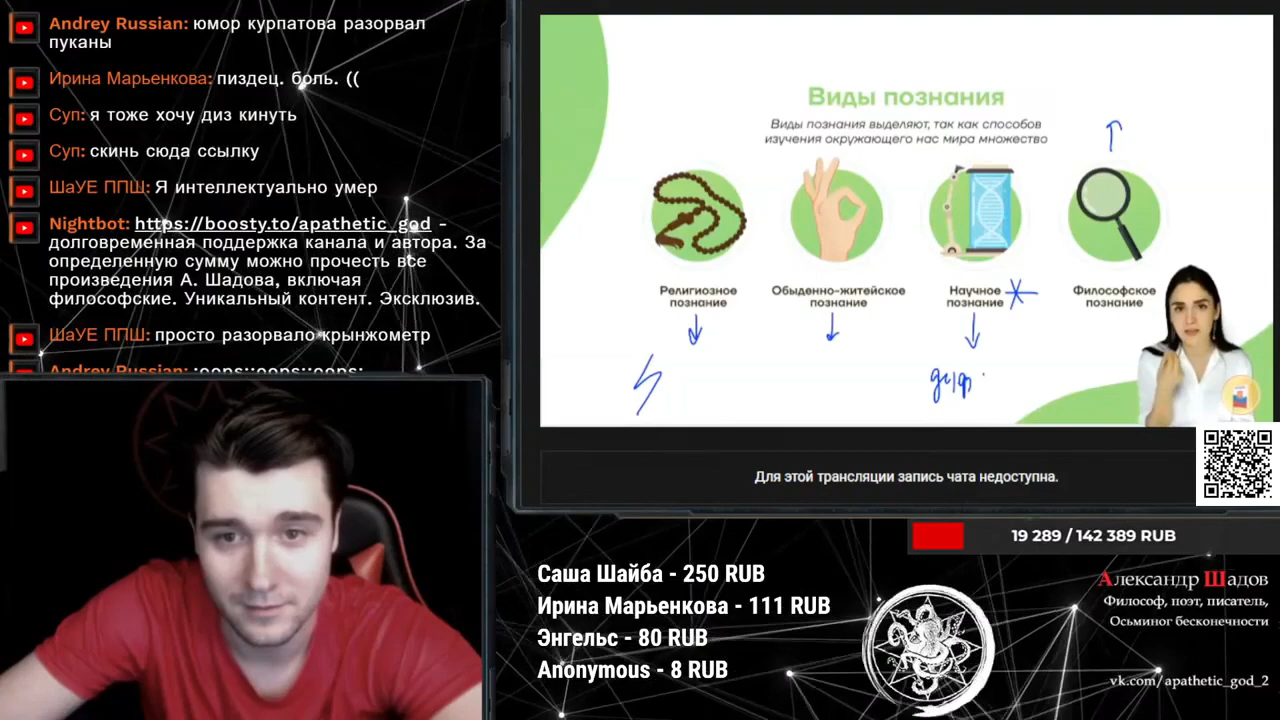 Andrey Russian: юмор курпатова разорвал
пуканы
Ирина Марьенкова: пиздец. боль. ((
Суп: я тоже хочу диз кинуть
Суп: скинь сюда ссылку
ШаУЕ ППШ: Я интеллектуально умер
Nightbot: https://boosty.to/apathetic_god -
долговременная поддержка канала и автора. За
определенную сумму можно прочесть все
произведения А. Шадова, включая
философские. Уникальный контент. Эксклюзив.
ШаУЕ ППШ: просто разорвало крынжометр
Andrey Russian: :oops::oops::oops:
Виды познания
Виды познания выделяют, так как способов
изучения окружающего нас мира множество
Религиозное
познание
Обыденно-житейское
познание
Научное
познание
Философское
познание
Для этой трансляции запись чата недоступна.
19 289 / 142 389 RUB
Саша Шайба - 250 RUB
Ирина Марьенкова - 111 RUB
Энгельс - 80 RUB
Anonymous - 8 RUB
Александр Шадов
Философ, поэт, писатель,
Осьминог бесконечности
vk.com/apathetic_god_2